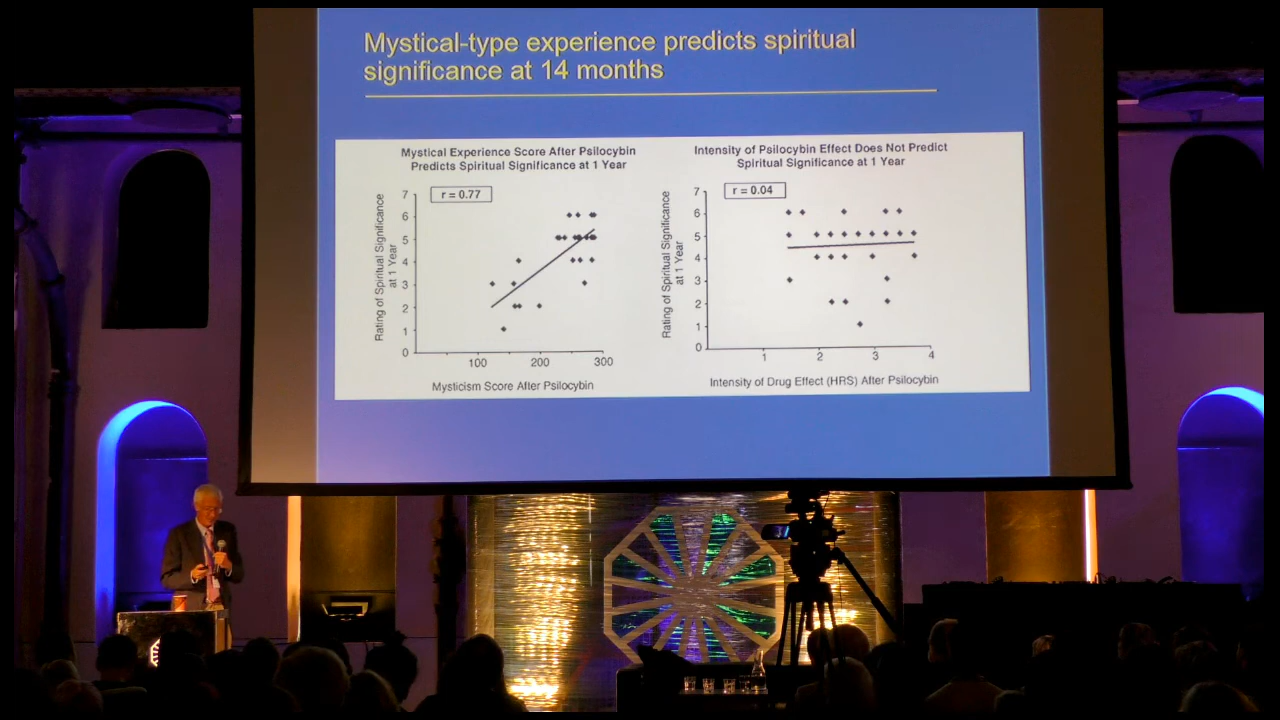 Mystical-type experience predicts spiritual
significance at 14 months
Mystical Experience Score After Psilocybin
Predicts Spiritual Significance at 1 Year
r = 0.77
Rating of Spiritual Significance
at 1 Year
7
6
5
4
3
2
1
0
100 200 300
Mysticism Score After Psilocybin
Intensity of Psilocybin Effect Does Not Predict
Spiritual Significance at 1 Year
r = 0.04
Rating of Spiritual Significance
at 1 Year
7
6
5
4
3
2
1
0
1 2 3 4
Intensity of Drug Effect (HRS) After Psilocybin